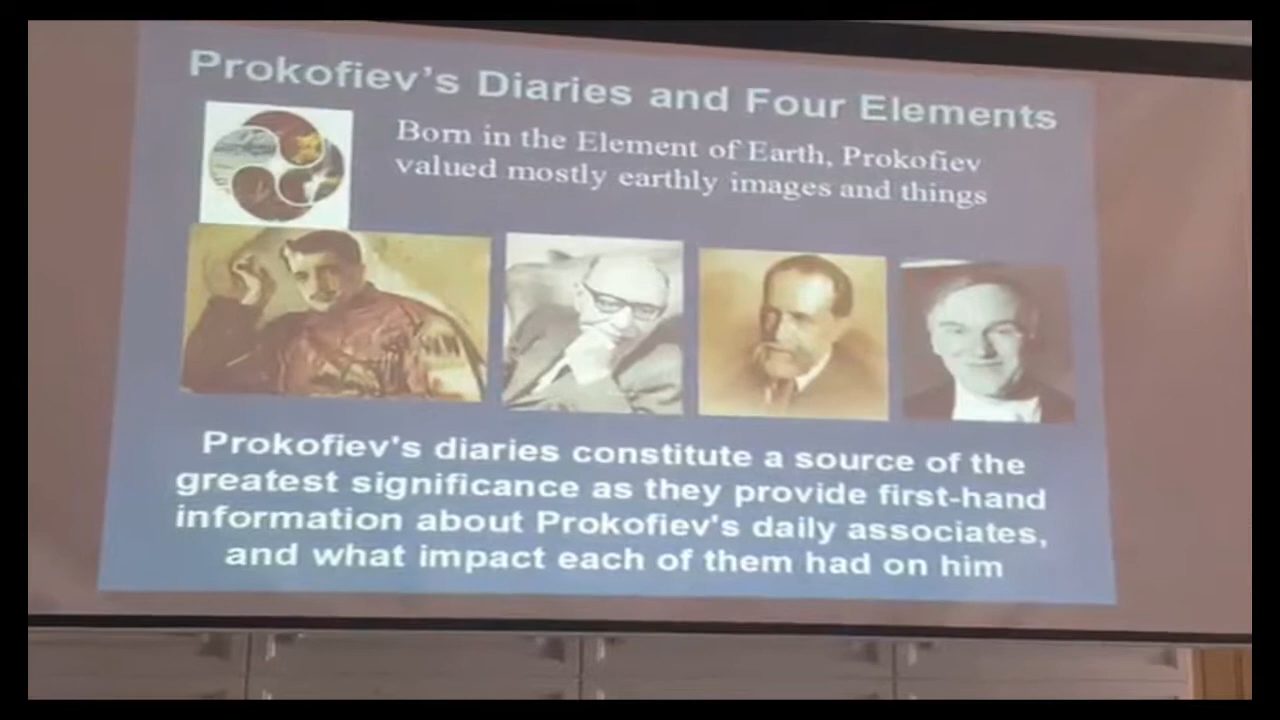 Prokofiev's Diaries and Four Elements
Born in the Element of Earth, Prokofiev
valued mostly earthly images and things
Prokofiev's diaries constitute a source of the
greatest significance as they provide first-hand
information about Prokofiev's daily associates,
and what impact each of them had on him